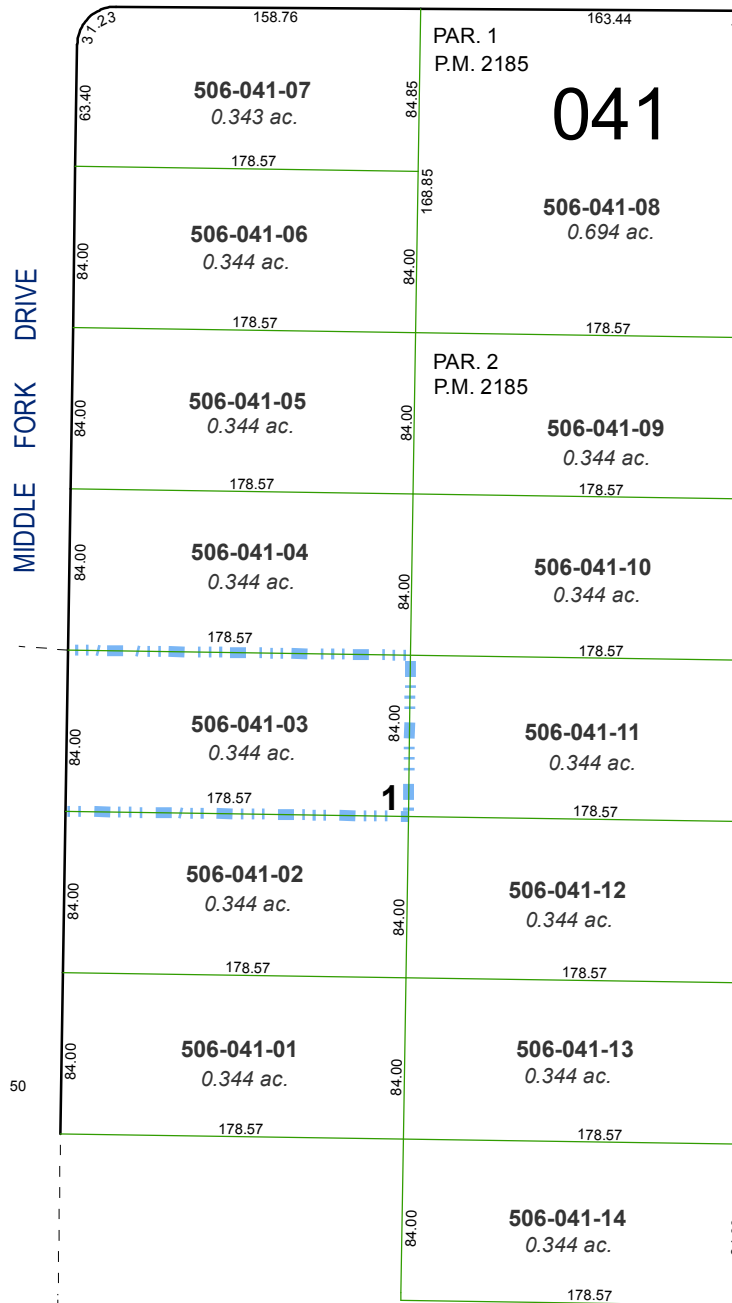 31.23
158.76
163.44
PAR. 1
P.M. 2185
041
63.40
506-041-07
0.343 ac.
84.85
178.57
168.85
506-041-08
0.694 ac.
84.00
506-041-06
0.344 ac.
84.00
178.57
178.57
MIDDLE FORK DRIVE
PAR. 2
P.M. 2185
84.00
506-041-05
0.344 ac.
84.00
506-041-09
0.344 ac.
178.57
178.57
84.00
506-041-04
0.344 ac.
84.00
506-041-10
0.344 ac.
178.57
178.57
84.00
506-041-03
0.344 ac.
84.00
506-041-11
0.344 ac.
178.57
1
178.57
84.00
506-041-02
0.344 ac.
84.00
506-041-12
0.344 ac.
178.57
178.57
50
84.00
506-041-01
0.344 ac.
84.00
506-041-13
0.344 ac.
178.57
178.57
84.00
506-041-14
0.344 ac.
178.57